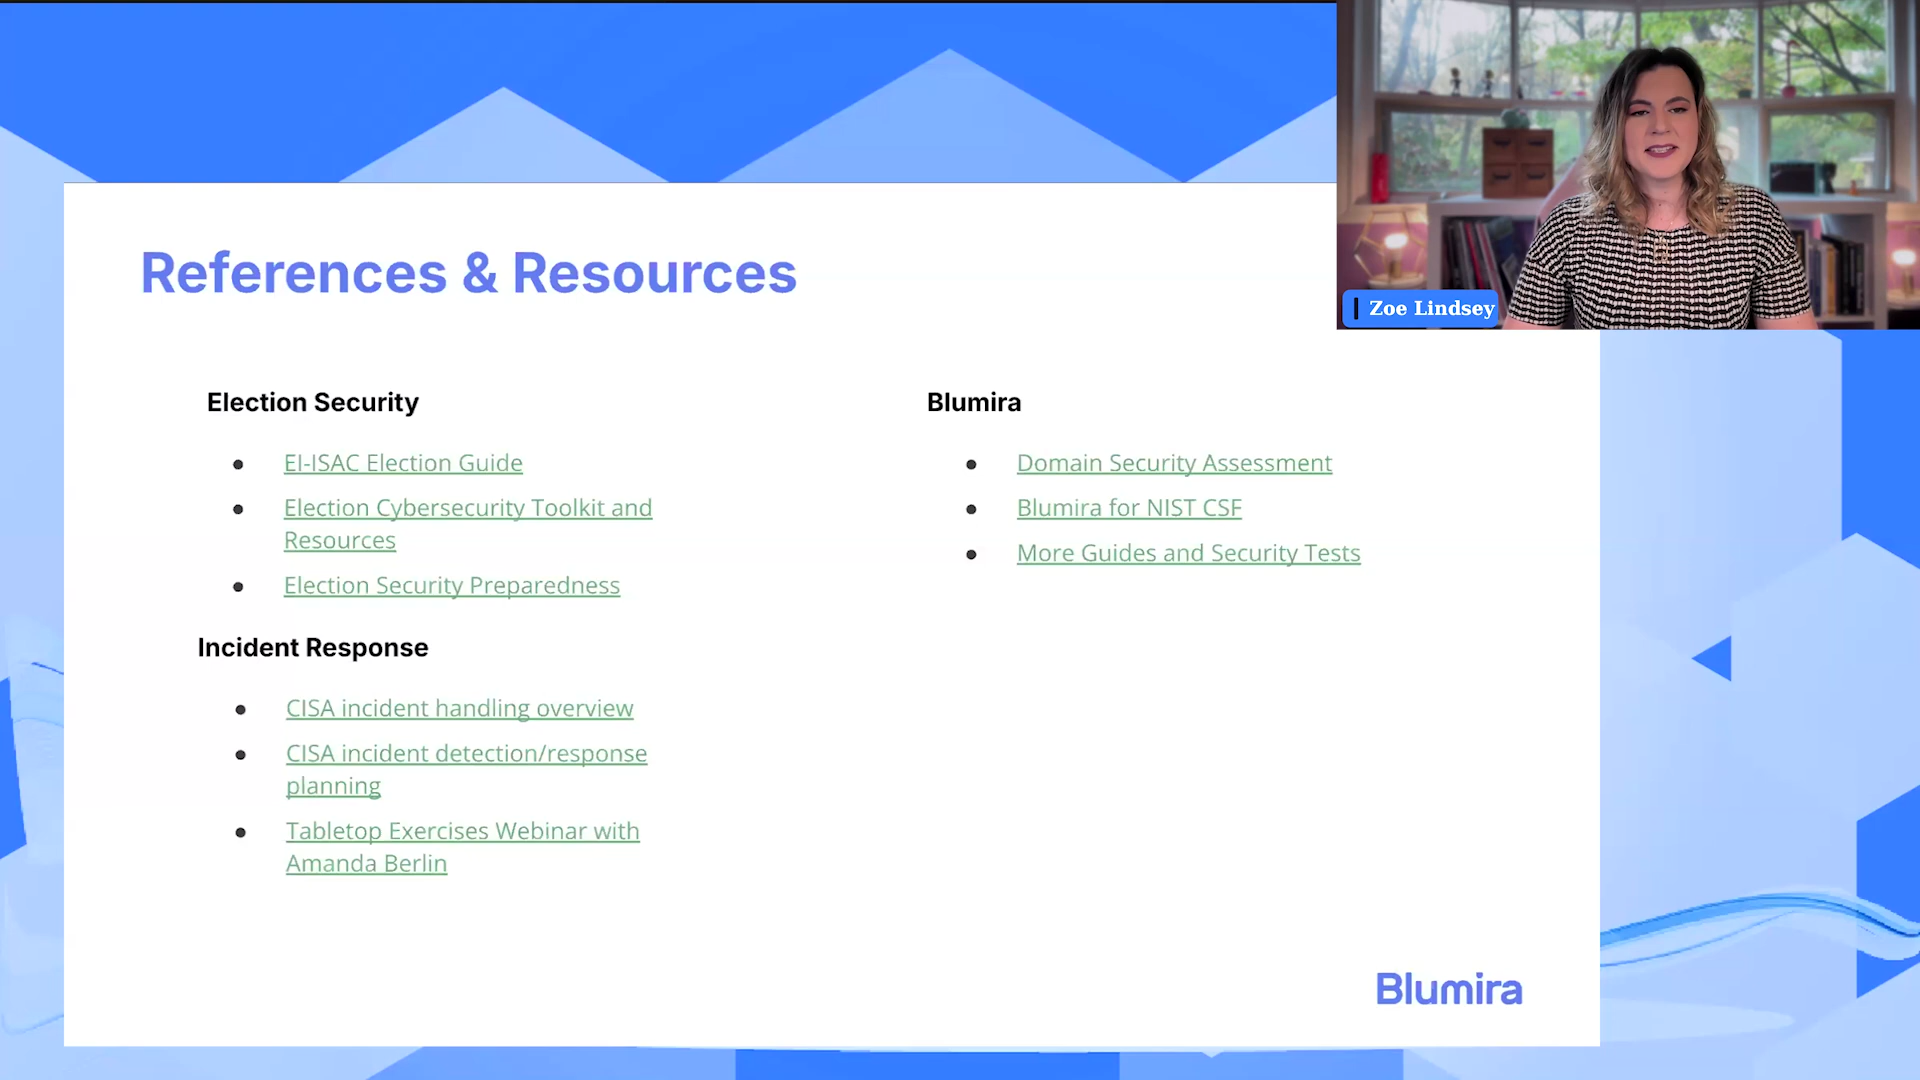 References & Resources
Zoe Lindsey
Election Security
EI-ISAC Election Guide
Election Cybersecurity Toolkit and
Resources
Election Security Preparedness
Incident Response
CISA incident handling overview
CISA incident detection/response
planning
Tabletop Exercises Webinar with
Amanda Berlin
Blumira
Domain Security Assessment
Blumira for NIST CSF
More Guides and Security Tests
Blumira